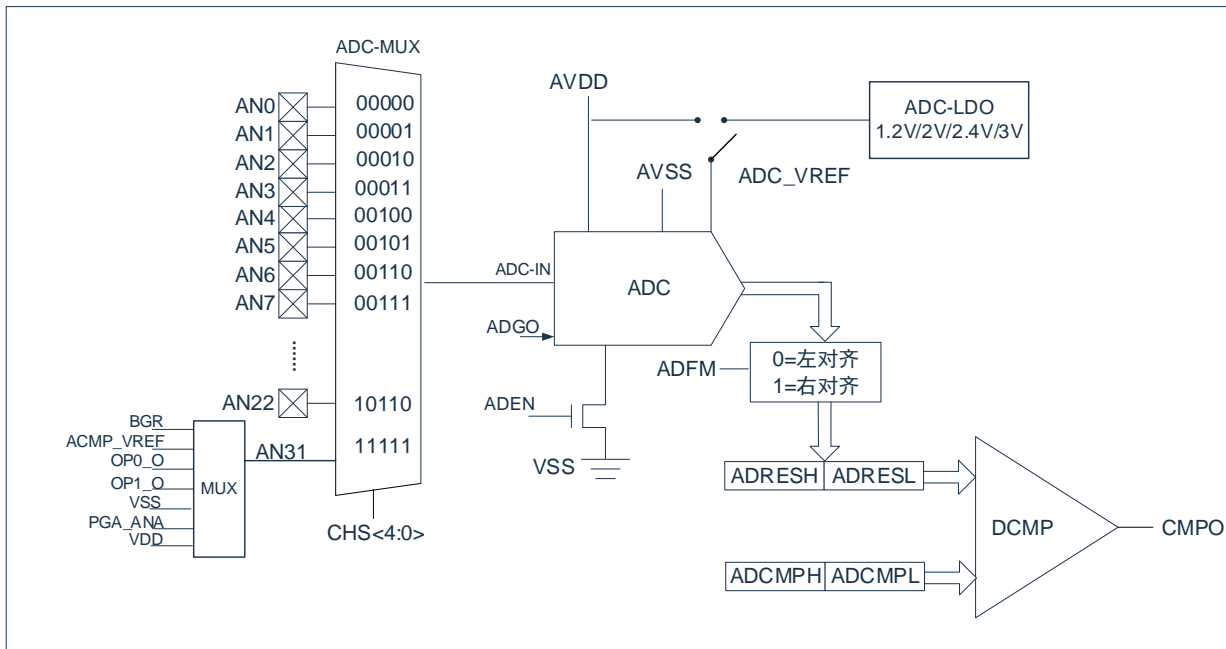 ADC-MUX
AN0
00000
AN1
00001
AN2
00010
AN3
00011
AN4
00100
AN5
00101
AN6
00110
AN7
00111
AN22
10110
BGR
ACMP_VREF
OP0_O
OP1_O
VSS
PGA_ANA
VDD
MUX
AN31
11111
CHS<4:0>
AVDD
AVSS
ADC_VREF
ADC-LDO
1.2V/2V/2.4V/3V
ADC-IN
ADC
ADGO
ADEN
VSS
ADFM
0=左对齐
1=右对齐
ADRESH
ADRESL
ADCMPH
ADCMPL
DCMP
CMPO